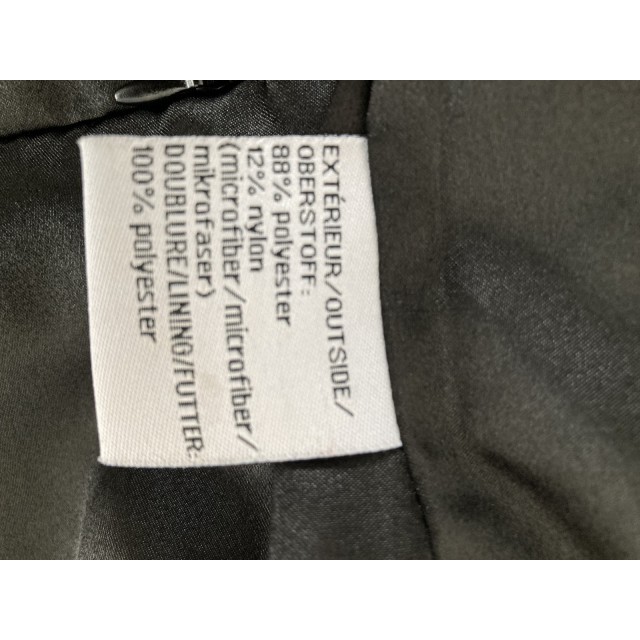 EXTÉRIEUR/OUTSIDE/
OBERSTOFF:
88% polyester
12% nylon
(microfiber/microfiber/
mikrofaser)
DOUBLURE/LINING/FUTTER:
100% polyester